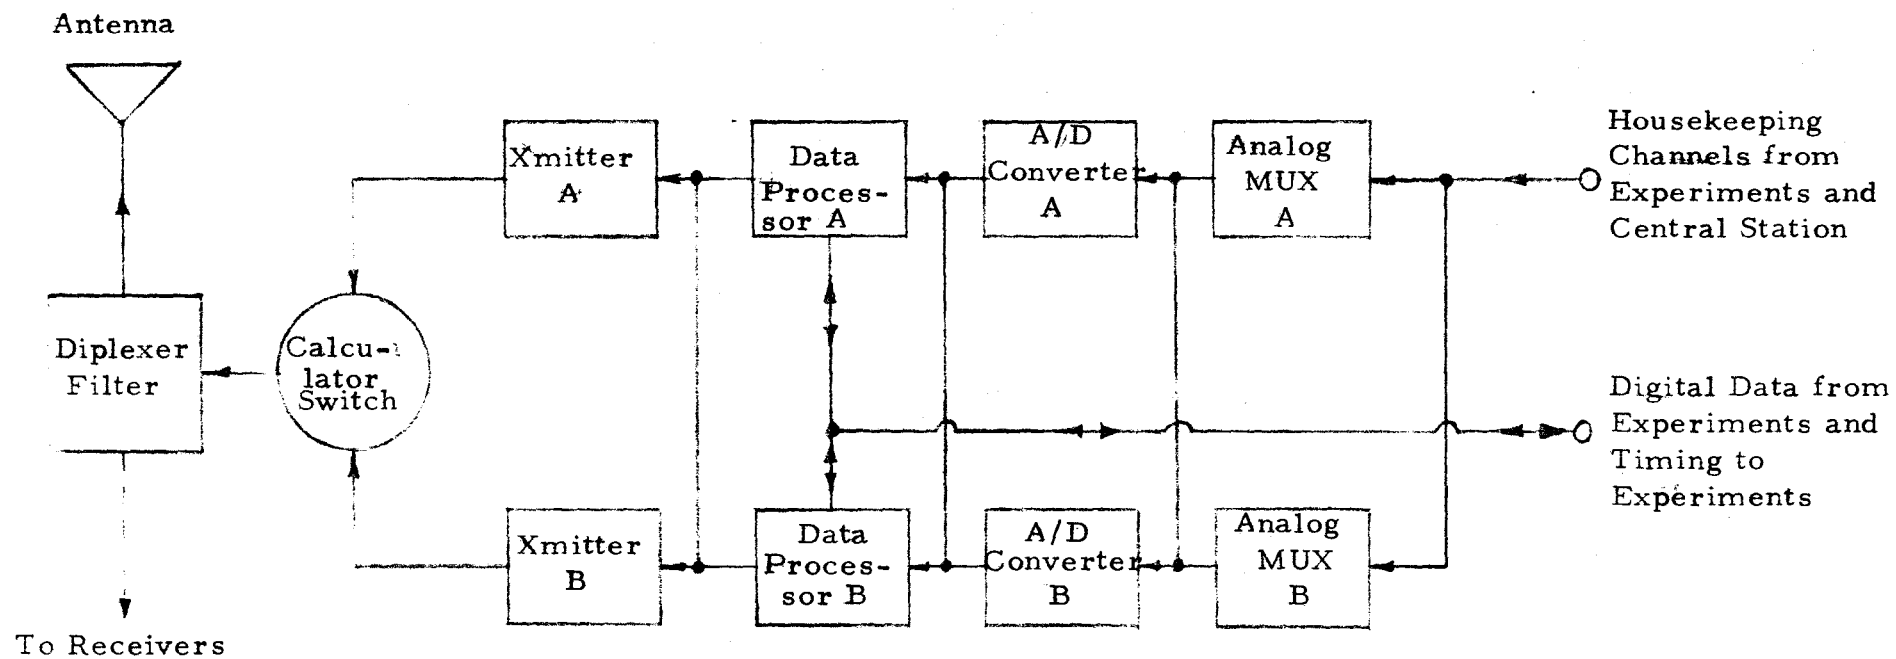 Antenna
Xmitter
A
Data
Proces-
sor A
A/D
Converter
A
Analog
MUX
A
Housekeeping
Channels from
Experiments and
Central Station
Diplexer
Filter
Calcu-
lator
Switch
Digital Data from
Experiments and
Timing to
Experiments
Xmitter
B
Data
Proces-
sor B
A/D
Converter
B
Analog
MUX
B
To Receivers